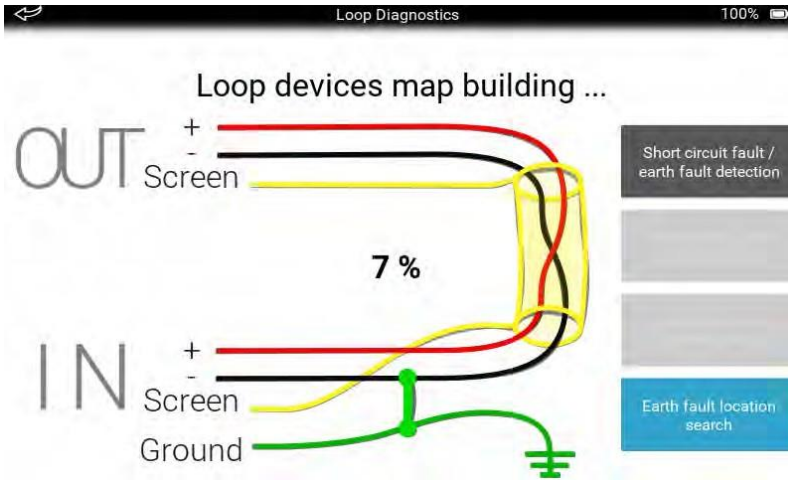 Loop Diagnostics
100%
Loop devices map building ...
OUT
+
-
Screen
Short circuit fault /
earth fault detection
7 %
IN
+
-
Screen
Ground
Earth fault location
search